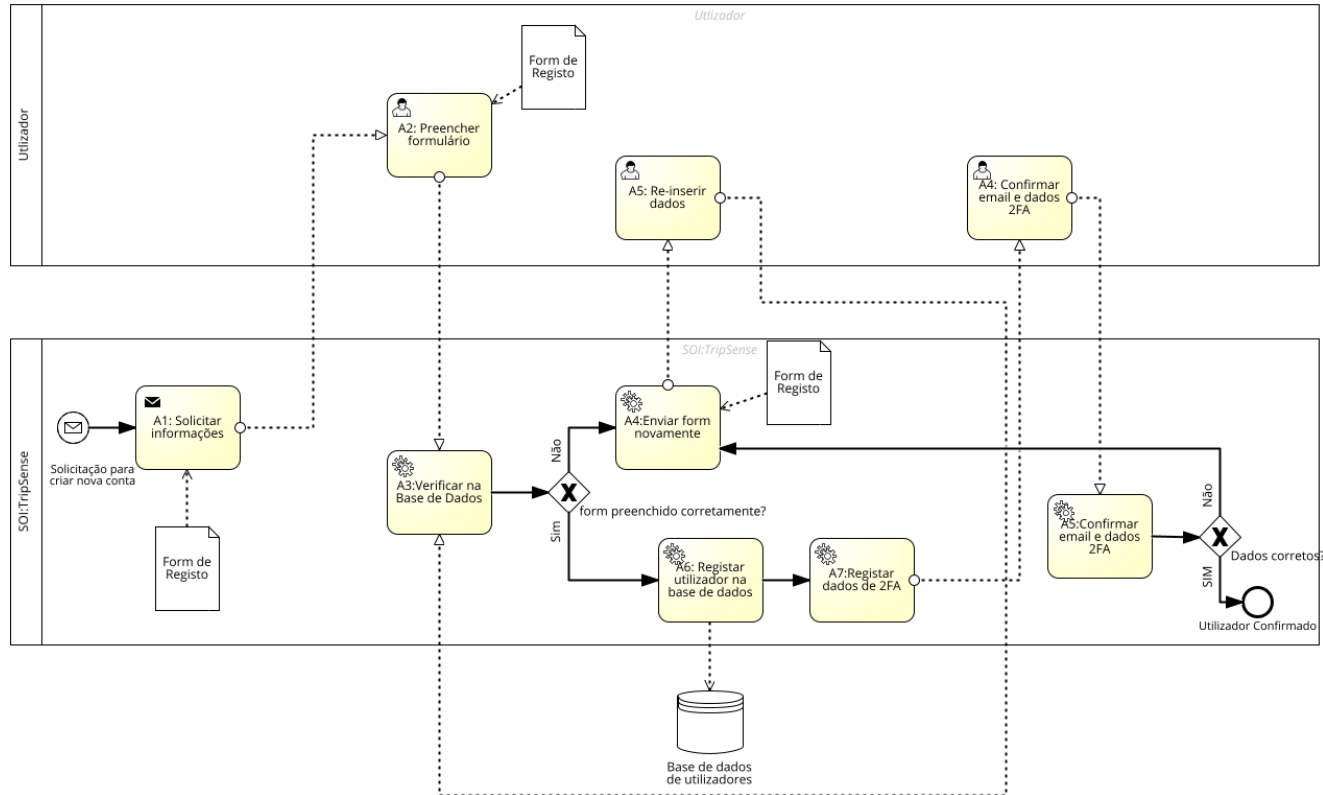 Utlizador
Utlizador
Form de
Registo
A2: Preencher
formulário
A5: Re-inserir
dados
A4: Confirmar
email e dados
2FA
SOI:TripSense
SOI:TripSense
Solicitação para
criar nova conta
A1: Solicitar
informações
Form de
Registo
A3:Verificar na
Base de Dados
Não
Sim
form preenchido corretamente?
A4:Enviar form
novamente
Form de
Registo
A6: Registar
utilizador na
base de dados
A7:Registar
dados de 2FA
A5:Confirmar
email e dados
2FA
Não
Dados corretos?
SIM
Utilizador Confirmado
Base de dados
de utilizadores